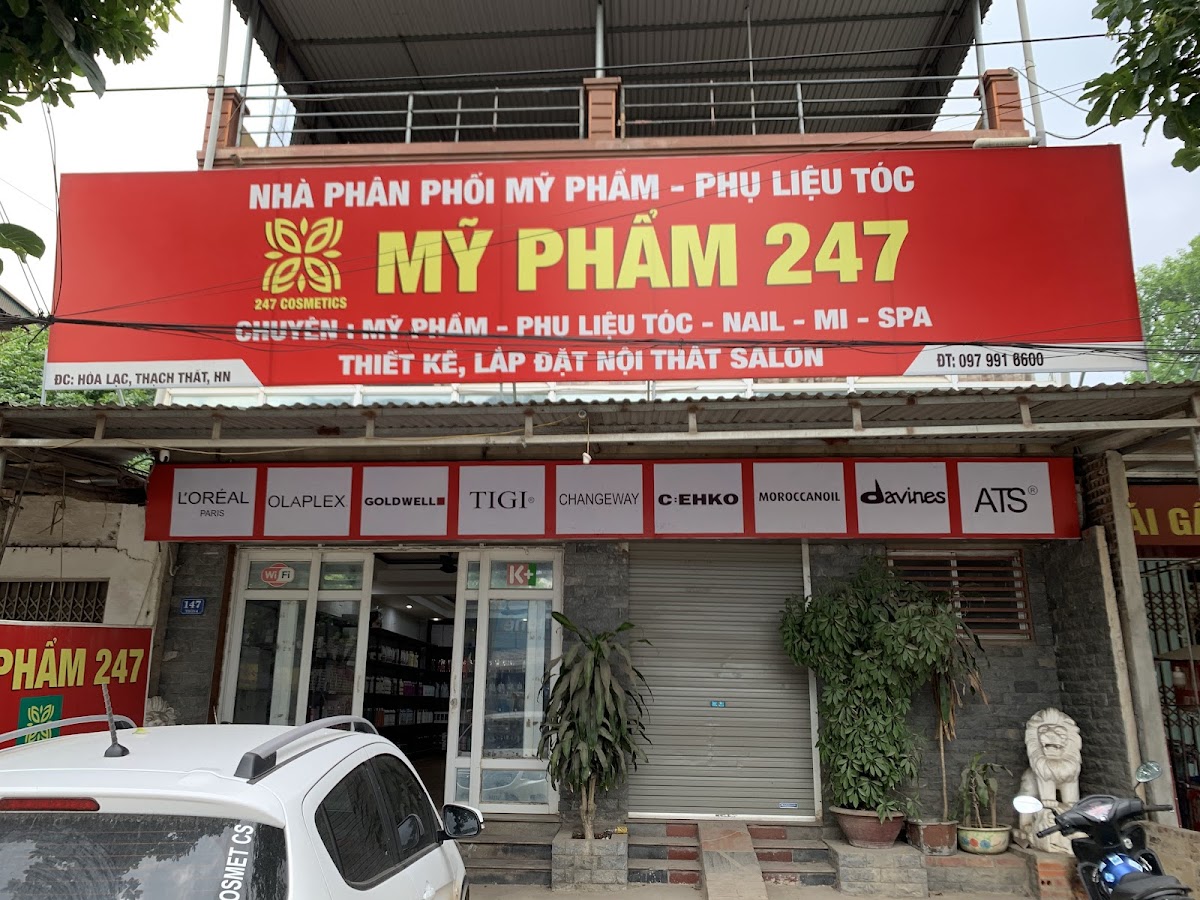 NHÀ PHÂN PHỐI MỸ PHẨM - PHỤ LIỆU TÓC
MỸ PHẨM 247
247 COSMETICS
CHUYÊN : MỸ PHẨM - PHỤ LIỆU TÓC - NAIL - MI - SPA
THIẾT KẾ, LẮP ĐẶT NỘI THẤT SALON
ĐC: HÒA LẠC, THẠCH THẤT, HN
ĐT: 097 991 6600
L'ORÉAL
PARIS
OLAPLEX
GOLDWELL
TIGI®
CHANGEWAY
C:EHKO
MOROCCANOIL
davines
ATS®
WiFi
K+
147
PHẨM 247
OSMET CS